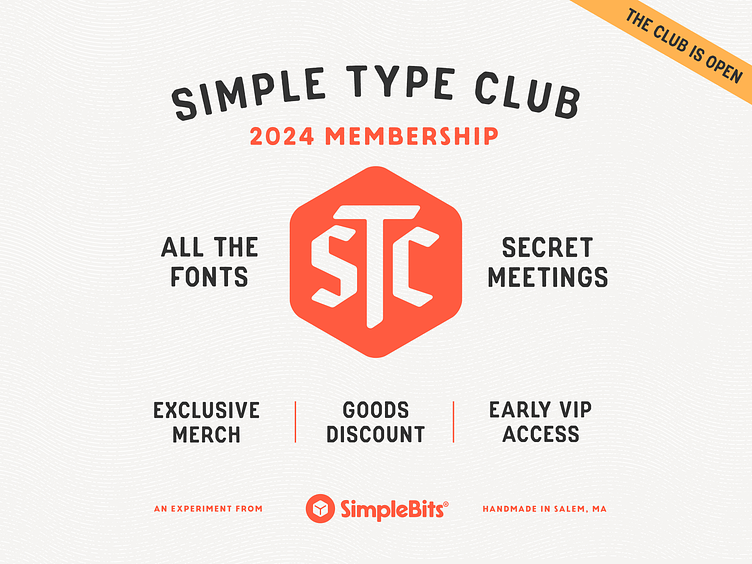 THE CLUB IS OPEN
SIMPLE TYPE CLUB
2024 MEMBERSHIP
ALL THE
FONTS
STC
SECRET
MEETINGS
EXCLUSIVE
MERCH
GOODS
DISCOUNT
EARLY VIP
ACCESS
AN EXPERIMENT FROM
SimpleBits®
HANDMADE IN SALEM, MA